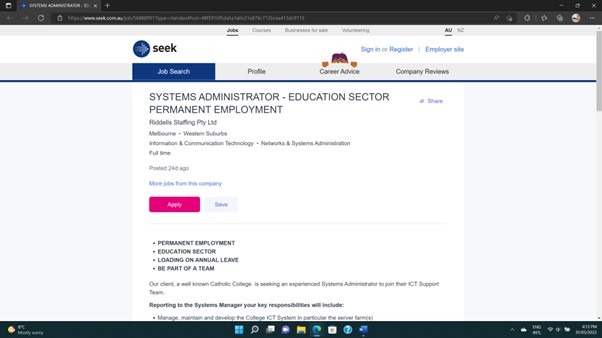 SYSTEMS ADMINISTRATOR - EDU
https://www.seek.com.au/job/
Jobs Courses Businesses for sale Volunteering AU NZ
seek
Sign in or Register | Employer site
Job Search Profile Career Advice Company Reviews
SYSTEMS ADMINISTRATOR - EDUCATION SECTOR
PERMANENT EMPLOYMENT
Share
Riddells Staffing Pty Ltd
Melbourne • Western Suburbs
Information & Communication Technology • Networks & Systems Administration
Full time
Posted 24d ago
More jobs from this company
Apply Save
• PERMANENT EMPLOYMENT
• EDUCATION SECTOR
• LOADING ON ANNUAL LEAVE
• BE PART OF A TEAM
Our client, a well known Catholic College is seeking an experienced Systems Administrator to join their ICT Support
Team.
Reporting to the Systems Manager your key responsibilities will include:
• Manage, maintain and develop the College ICT System in particular the server farm(s)
8°C
Mostly sunny
ENG
INTL
4:13 PM
31/05/2022